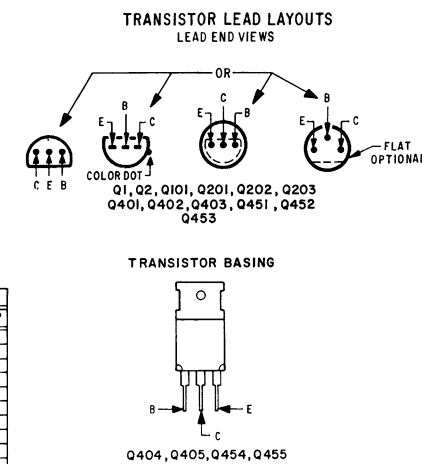 TRANSISTOR LEAD LAYOUTS
LEAD END VIEWS
OR
C E B
E B C
COLOR DOT
E C B
E B C
FLAT
OPTIONAL
Q1, Q2, Q101, Q201, Q202, Q203
Q401, Q402, Q403, Q451, Q452
Q453
TRANSISTOR BASING
B C E
Q404, Q405, Q454, Q455